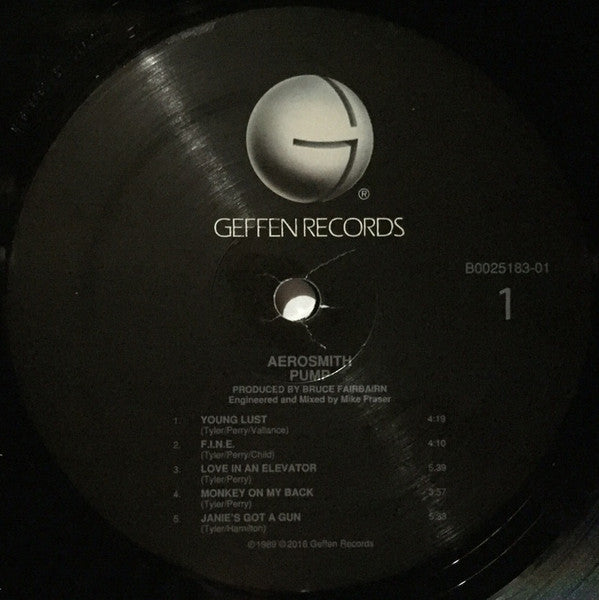 ®
GEFFEN RECORDS
B0025183-01
1
AEROSMITH
PUMP
PRODUCED BY BRUCE FAIRBAIRN
Engineered and Mixed by Mike Fraser
1. YOUNG LUST 4:19
(Tyler/Perry/Vallance)
2. F.I.N.E. 4:10
(Tyler/Perry/Child)
3. LOVE IN AN ELEVATOR 5:39
(Tyler/Perry)
4. MONKEY ON MY BACK 3:57
(Tyler/Perry)
5. JANIE'S GOT A GUN 5:38
(Tyler/Hamilton)
℗1989 ©2016 Geffen Records